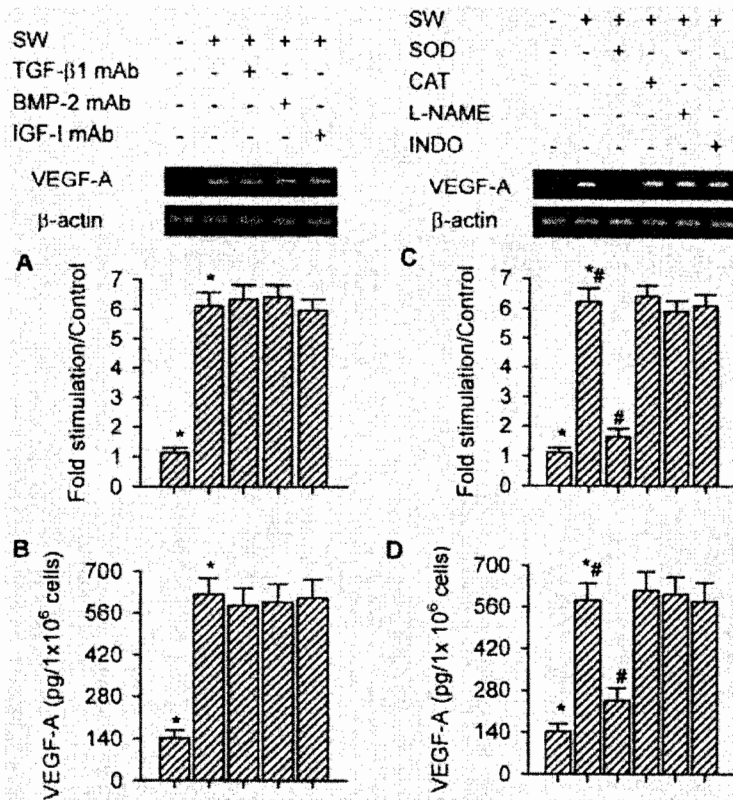 SW - + + + +
TGF-β1 mAb - - + - -
BMP-2 mAb - - - + -
IGF-I mAb - - - - +
VEGF-A
β-actin
A
Fold stimulation/Control
7
6
5
4
3
2
1
0
* *
B
VEGF-A (pg/1x10⁶ cells)
700
560
420
280
140
0
* *
SW - + + + + +
SOD - - + - - -
CAT - - - + - -
L-NAME - - - - + -
INDO - - - - - +
VEGF-A
β-actin
C
Fold stimulation/Control
7
6
5
4
3
2
1
0
* *# #
D
VEGF-A (pg/1x 10⁶ cells)
700
560
420
280
140
0
* *# #